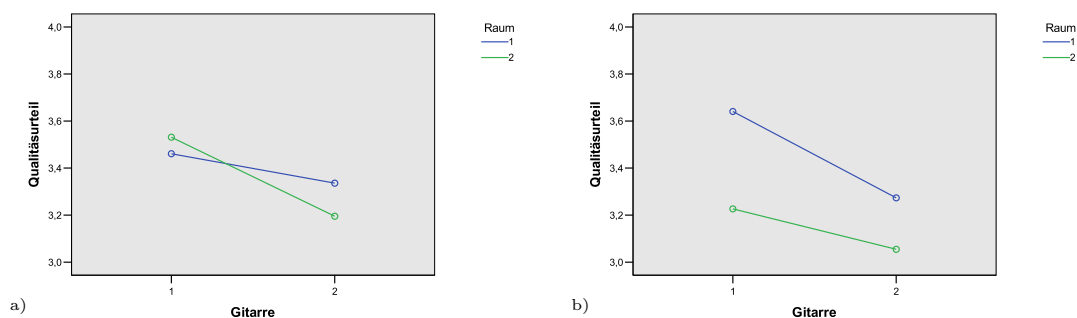 4,0
3,8
3,6
3,4
3,2
3,0
Qualitäsurteil
1
2
Gitarre
Raum
1
2
a)
4,0
3,8
3,6
3,4
3,2
3,0
Qualitäsurteil
1
2
Gitarre
Raum
1
2
b)